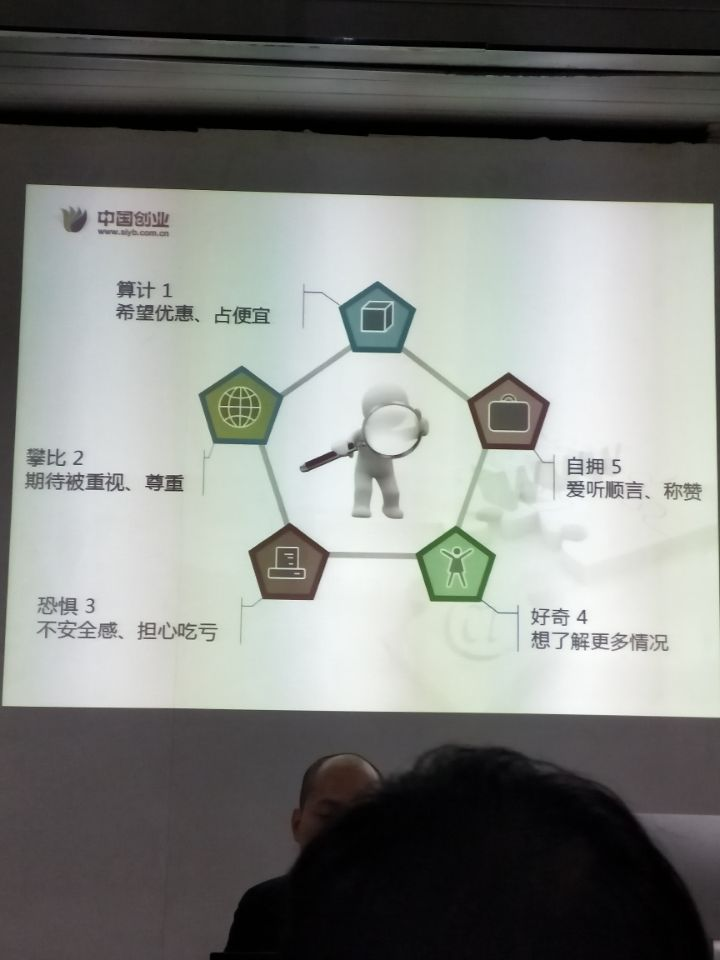 中国创业
www.siyb.com.cn
算计 1
希望优惠、占便宜
攀比 2
期待被重视、尊重
恐惧 3
不安全感、担心吃亏
好奇 4
想了解更多情况
自拥 5
爱听顺言、称赞